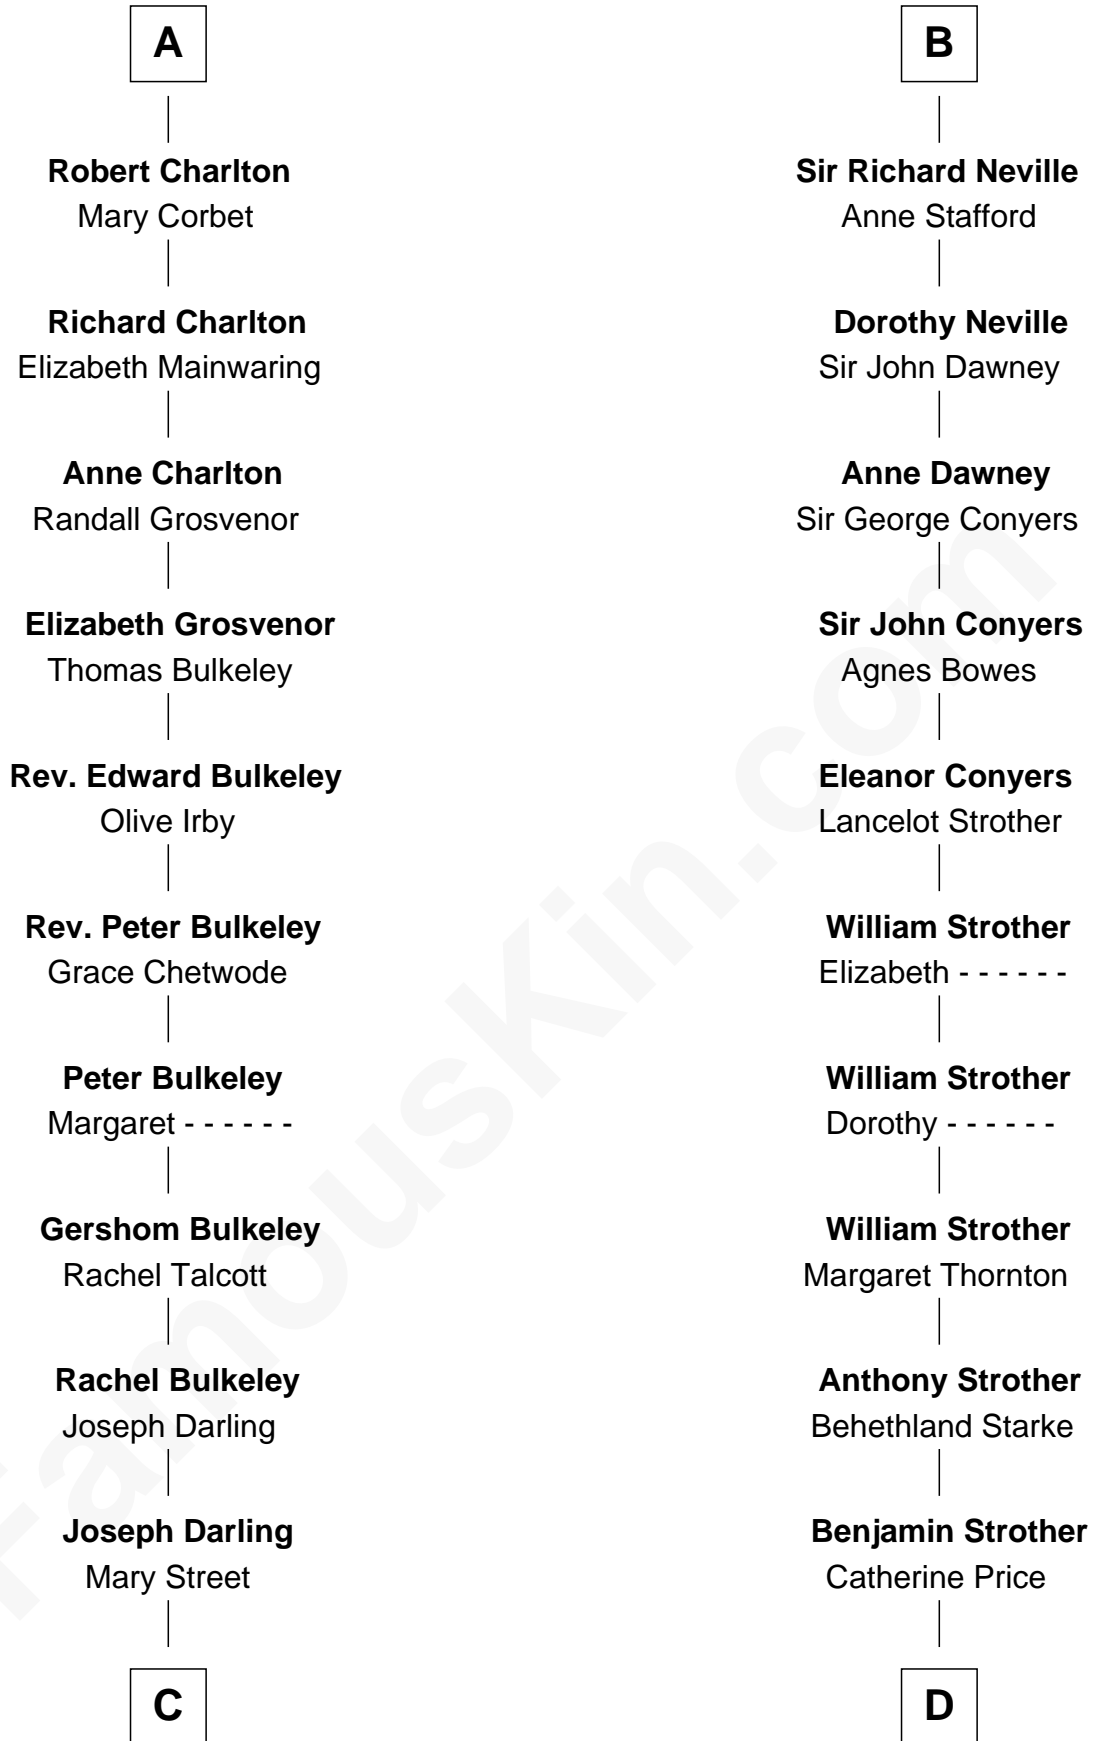 A
Robert Charlton
Mary Corbet
Richard Charlton
Elizabeth Mainwaring
Anne Charlton
Randall Grosvenor
Elizabeth Grosvenor
Thomas Bulkeley
Rev. Edward Bulkeley
Olive Irby
Rev. Peter Bulkeley
Grace Chetwode
Peter Bulkeley
Margaret - - - - - -
Gershom Bulkeley
Rachel Talcott
Rachel Bulkeley
Joseph Darling
Joseph Darling
Mary Street
C
B
Sir Richard Neville
Anne Stafford
Dorothy Neville
Sir John Dawney
Anne Dawney
Sir George Conyers
Sir John Conyers
Agnes Bowes
Eleanor Conyers
Lancelot Strother
William Strother
Elizabeth - - - - - -
William Strother
Dorothy - - - - - -
William Strother
Margaret Thornton
Anthony Strother
Behethland Starke
Benjamin Strother
Catherine Price
D
FamousKin.com